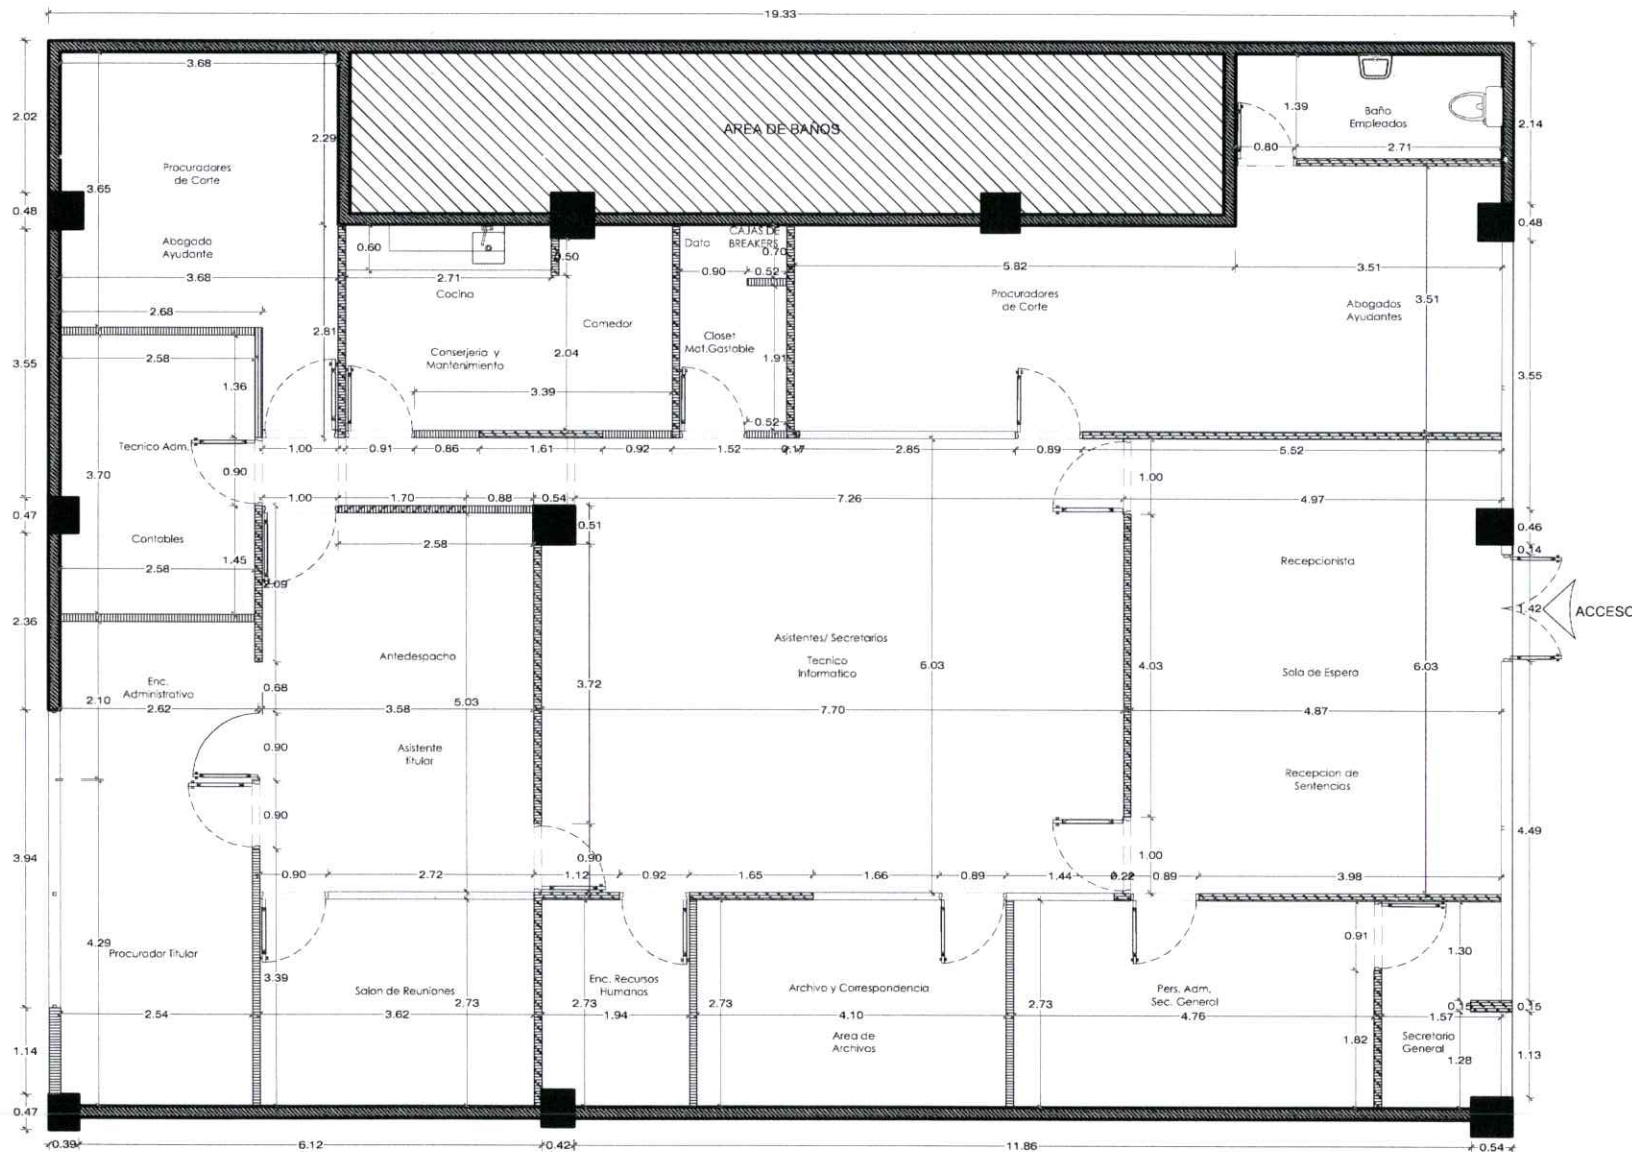 19.33
3.68
2.02
2.29
AREA DE BAÑOS
1.39
Baño
Empleados
2.14
0.80
2.71
Procuradores
de Corte
3.65
0.48
0.48
Abogado
Ayudante
0.60
0.50
Data
CAJAS DE
BREAKERS
0.70
3.68
2.71
0.90
0.52
5.82
3.51
Cocina
Procuradores
de Corte
Abogados
Ayudantes
3.51
2.68
2.81
Comedor
Closet
Mat.Gastable
2.58
Conserjeria y
Mantenimiento
2.04
1.91
3.55
3.55
1.36
3.39
0.52
Tecnico Adm.
1.00
0.91
0.86
1.61
0.92
1.52
2.85
0.89
5.52
0.90
3.70
1.00
1.00
1.70
0.88
0.54
7.26
4.97
0.47
0.51
0.46
Contables
2.58
0.14
1.45
2.58
2.09
Recepcionista
1.42
ACCESO
2.36
Asistentes/ Secretarios
Tecnico
Informatico
6.03
4.03
6.03
Antedespacho
Sala de Espera
Enc.
Administrativo
0.68
3.72
2.10
2.62
3.58
5.03
7.70
4.87
0.90
Asistente
titular
Recepcion de
Sentencias
0.90
4.49
3.94
0.90
1.00
0.90
2.72
1.12
0.92
1.65
1.66
0.89
1.44
0.22
0.89
3.98
4.29
Procurador Titular
0.91
1.30
3.39
Salon de Reuniones
2.73
Enc. Recursos
Humanos
2.73
2.73
Archivo y Correspondencia
2.73
Pers. Adm.
Sec. General
0.15
0.15
2.54
3.62
1.94
4.10
4.76
1.57
Area de
Archivos
1.82
Secretario
General
1.14
1.28
1.13
0.47
0.39
6.12
0.42
11.86
0.54